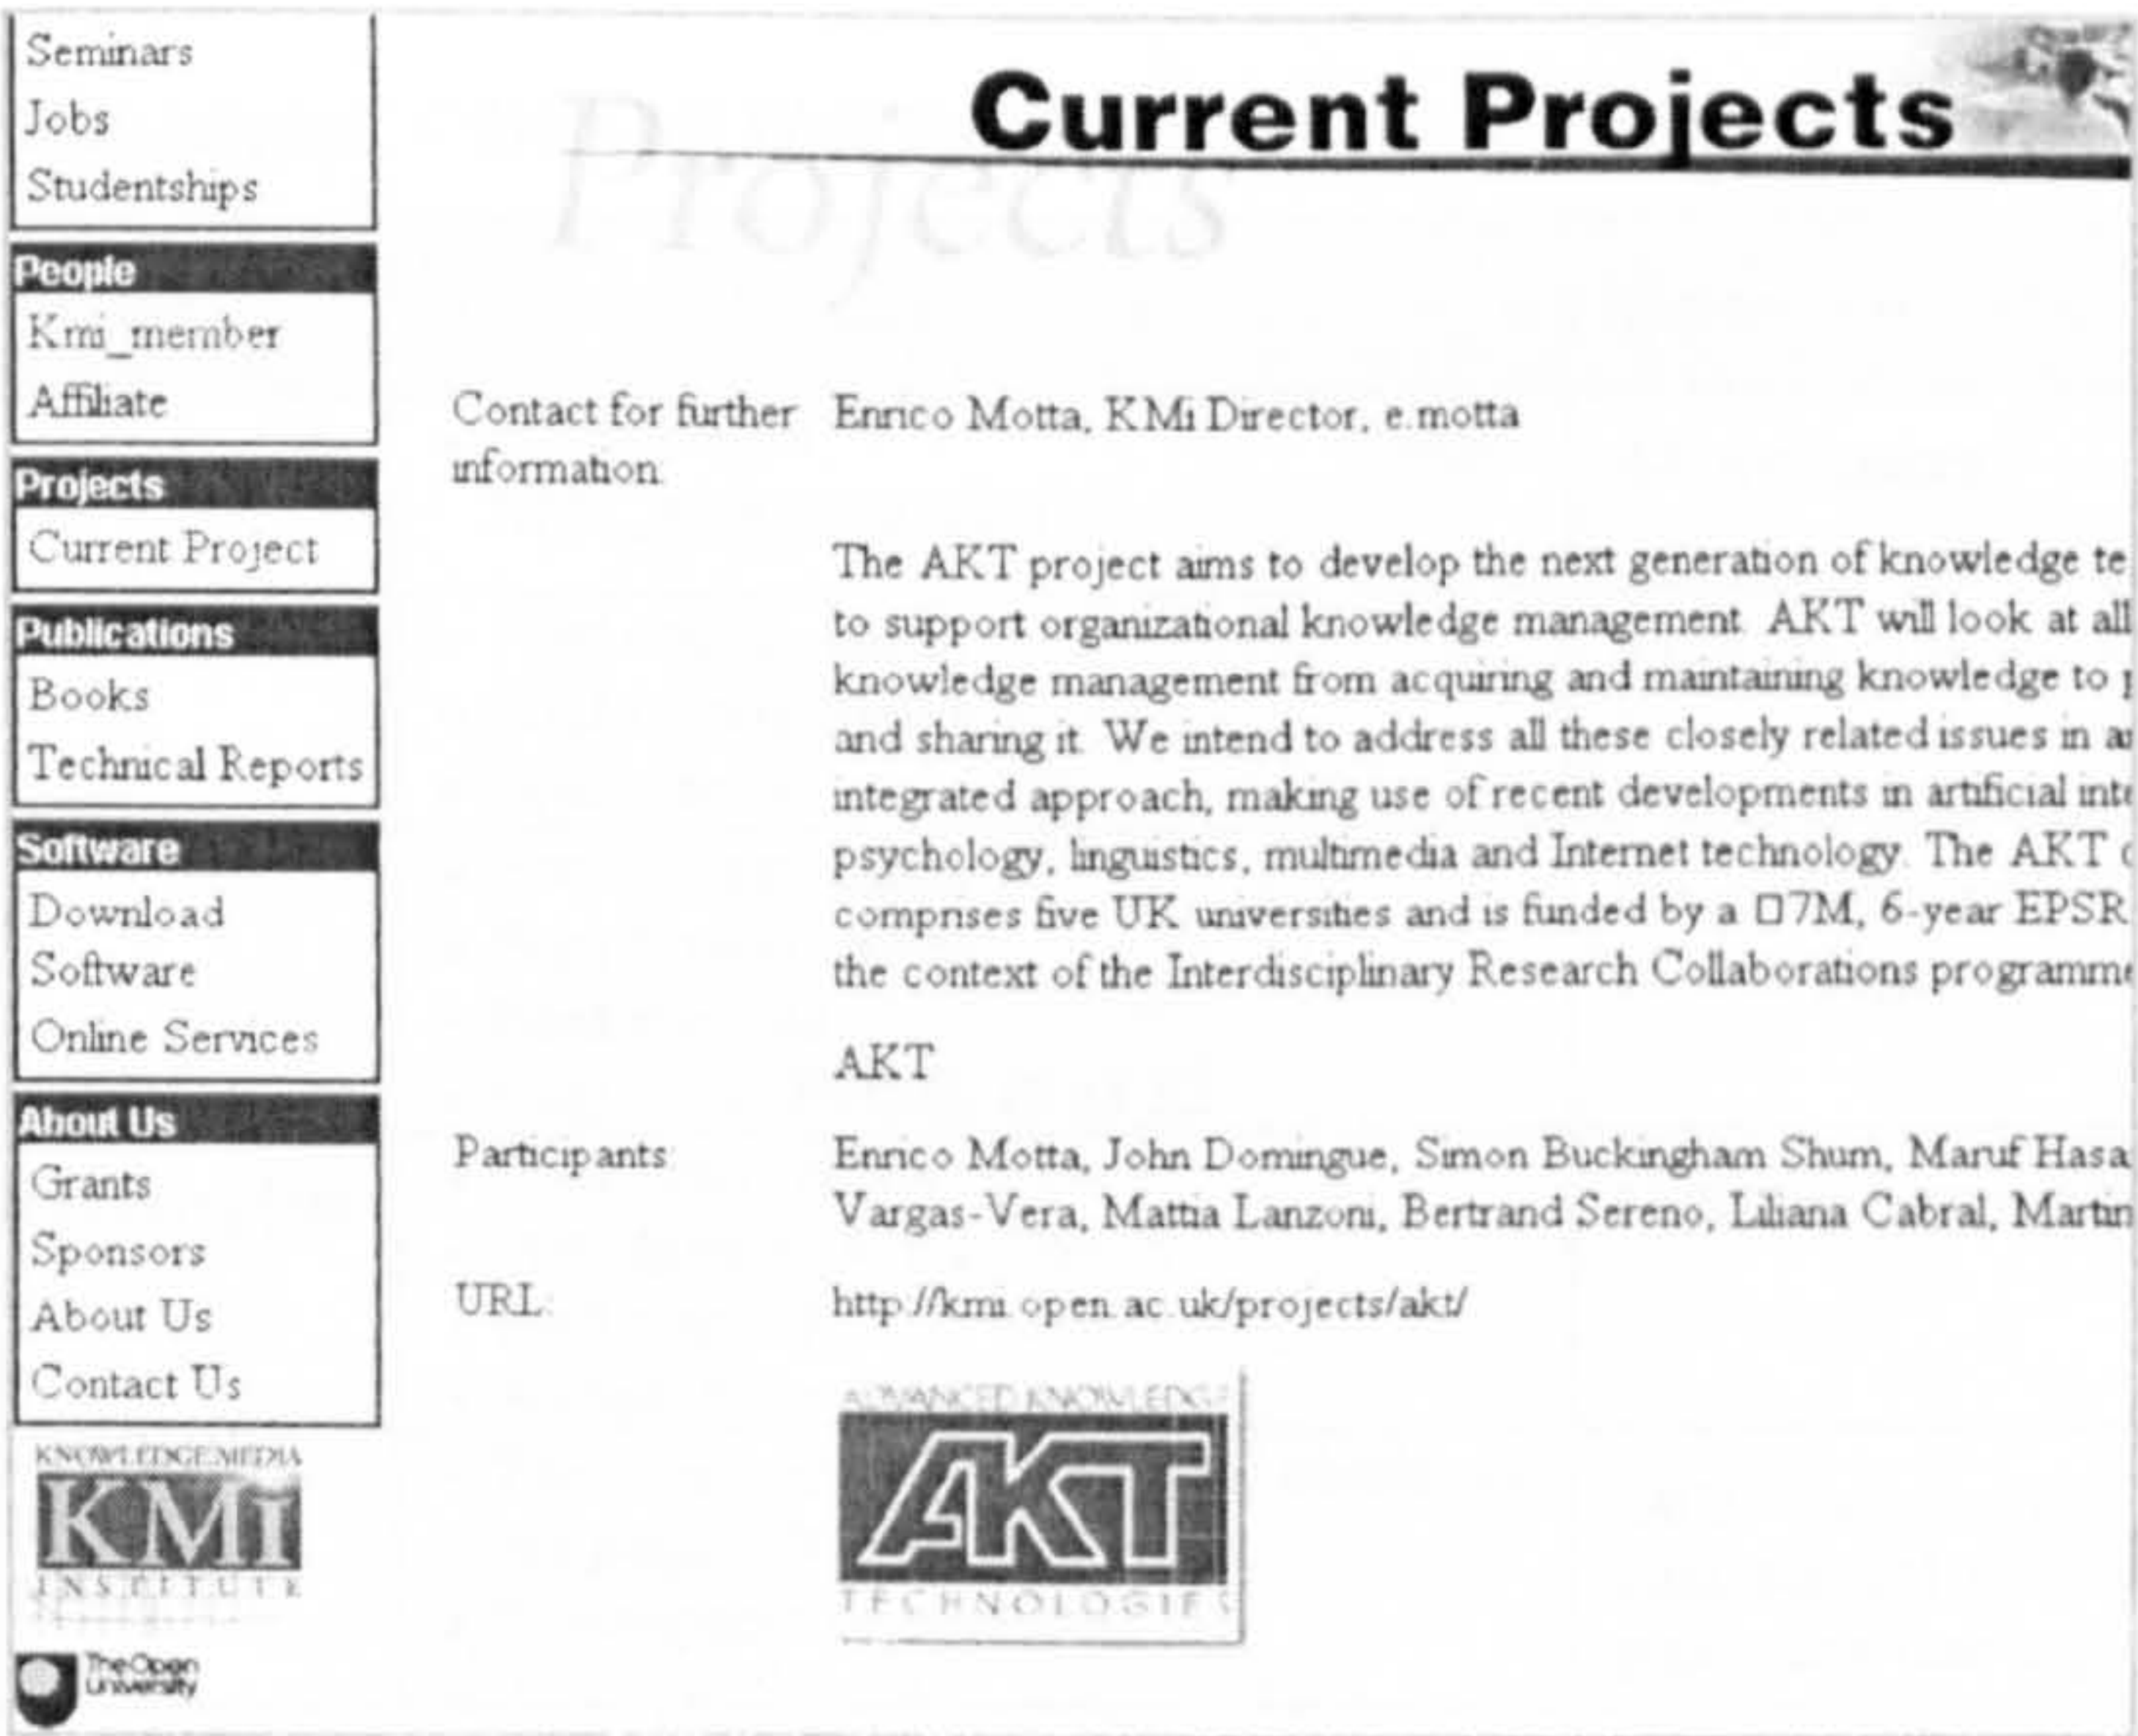 Seminars
Jobs
Studentships
People
Kmi_member
Affiliate
Projects
Current Project
Publications
Books
Technical Reports
Software
Download
Software
Online Services
About Us
Grants
Sponsors
About Us
Contact Us
KNOWLEDGE MEDIA
KMi
INSTITUTE
The Open
University
Current Projects
Projects
Contact for further Enrico Motta, KMi Director, e.motta
information:
The AKT project aims to develop the next generation of knowledge te
to support organizational knowledge management. AKT will look at all
knowledge management from acquiring and maintaining knowledge to p
and sharing it. We intend to address all these closely related issues in an
integrated approach, making use of recent developments in artificial inte
psychology, linguistics, multimedia and Internet technology. The AKT c
comprises five UK universities and is funded by a □7M, 6-year EPSR
the context of the Interdisciplinary Research Collaborations programme
AKT
Participants: Enrico Motta, John Domingue, Simon Buckingham Shum, Maruf Hasa
Vargas-Vera, Mattia Lanzoni, Bertrand Sereno, Liliana Cabral, Martin
URL: http://kmi.open.ac.uk/projects/akt/
ADVANCED KNOWLEDGE
AKT
TECHNOLOGIES